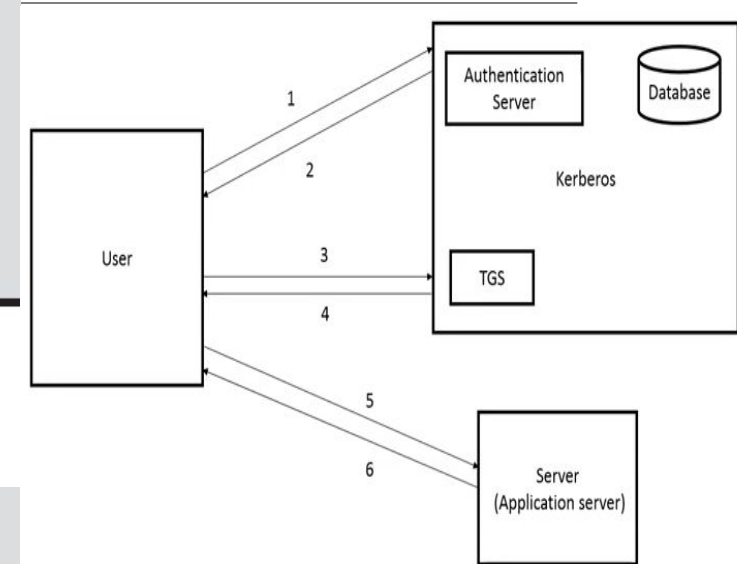 1
Authentication
Server
Database
2
Kerberos
User
3
TGS
4
5
6
Server
(Application server)